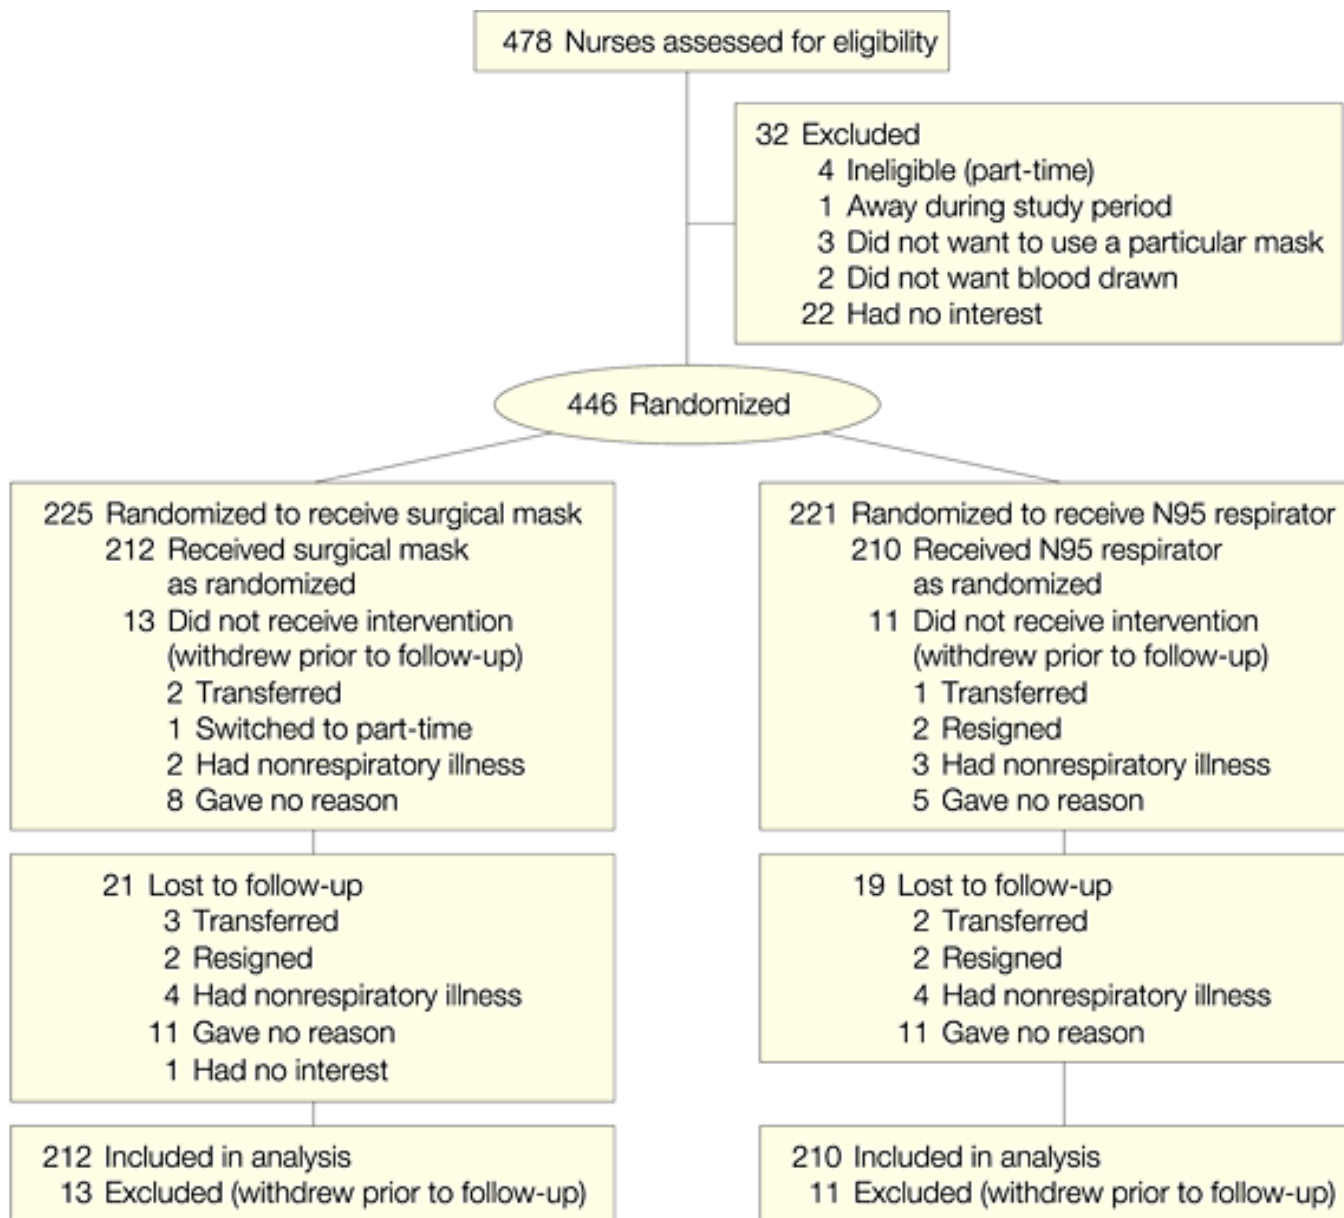 478 Nurses assessed for eligibility
32 Excluded
4 Ineligible (part-time)
1 Away during study period
3 Did not want to use a particular mask
2 Did not want blood drawn
22 Had no interest
446 Randomized
225 Randomized to receive surgical mask
212 Received surgical mask
as randomized
13 Did not receive intervention
(withdrew prior to follow-up)
2 Transferred
1 Switched to part-time
2 Had nonrespiratory illness
8 Gave no reason
221 Randomized to receive N95 respirator
210 Received N95 respirator
as randomized
11 Did not receive intervention
(withdrew prior to follow-up)
1 Transferred
2 Resigned
3 Had nonrespiratory illness
5 Gave no reason
21 Lost to follow-up
3 Transferred
2 Resigned
4 Had nonrespiratory illness
11 Gave no reason
1 Had no interest
19 Lost to follow-up
2 Transferred
2 Resigned
4 Had nonrespiratory illness
11 Gave no reason
212 Included in analysis
13 Excluded (withdrew prior to follow-up)
210 Included in analysis
11 Excluded (withdrew prior to follow-up)